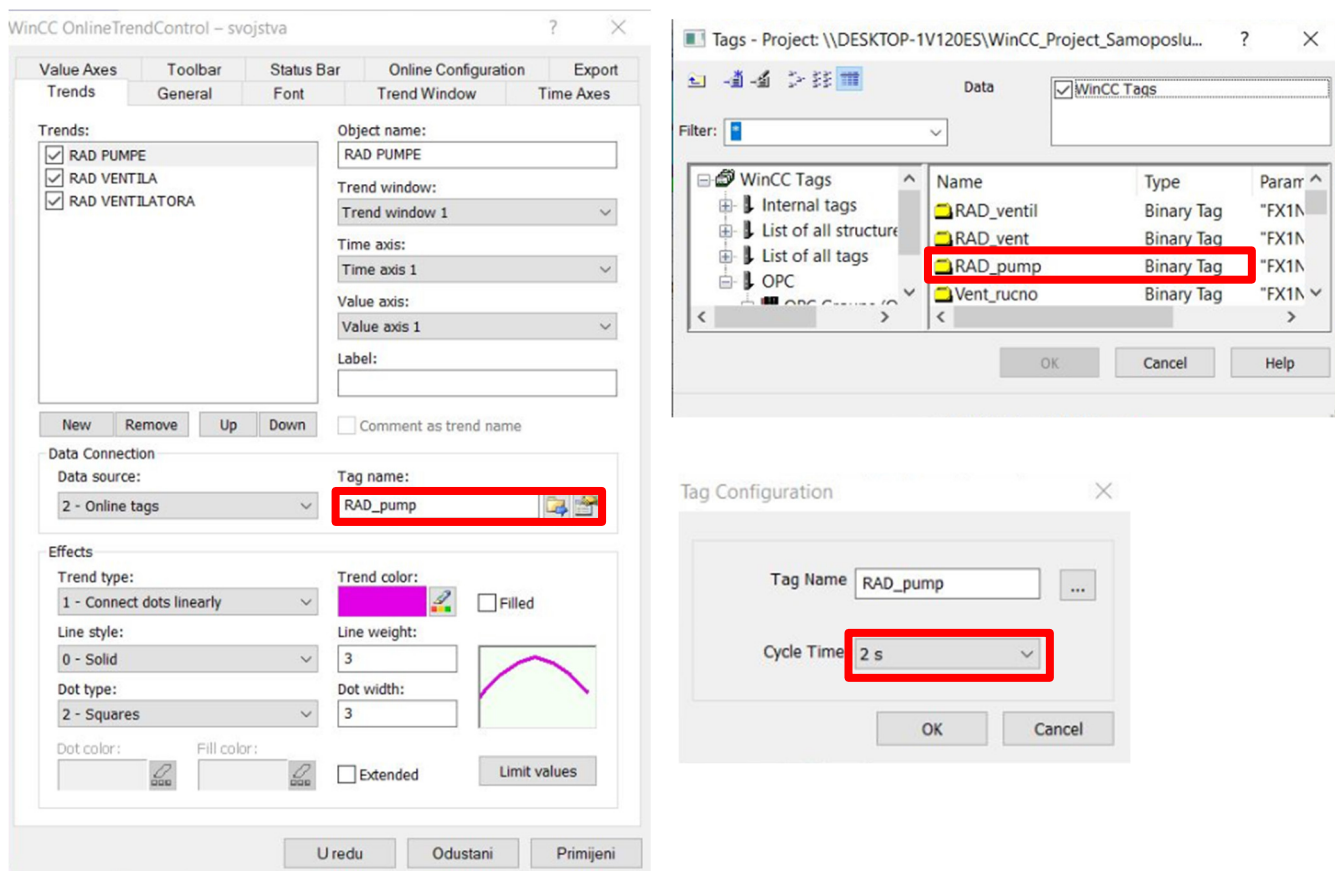 WinCC OnlineTrendControl – svojstva ? ×
Value Axes Toolbar Status Bar Online Configuration Export
Trends General Font Trend Window Time Axes
Trends:
RAD PUMPE
RAD VENTILA
RAD VENTILATORA
New Remove Up Down
Object name:
RAD PUMPE
Trend window:
Trend window 1
Time axis:
Time axis 1
Value axis:
Value axis 1
Label:
Comment as trend name
Data Connection
Data source:
2 - Online tags
Tag name:
RAD_pump
Effects
Trend type:
1 - Connect dots linearly
Trend color:
Filled
Line style:
0 - Solid
Line weight:
3
Dot type:
2 - Squares
Dot width:
3
Dot color: Fill color:
Extended
Limit values
U redu Odustani Primijeni
Tags - Project: \\DESKTOP-1V120ES\WinCC_Project_Samoposlu... ? ×
Data
WinCC Tags
Filter: *
WinCC Tags
Internal tags
List of all structure
List of all tags
OPC
Name Type Param
RAD_ventil Binary Tag "FX1N
RAD_vent Binary Tag "FX1N
RAD_pump Binary Tag "FX1N
Vent_rucno Binary Tag "FX1N
OK Cancel Help
Tag Configuration ×
Tag Name RAD_pump ...
Cycle Time 2 s
OK Cancel